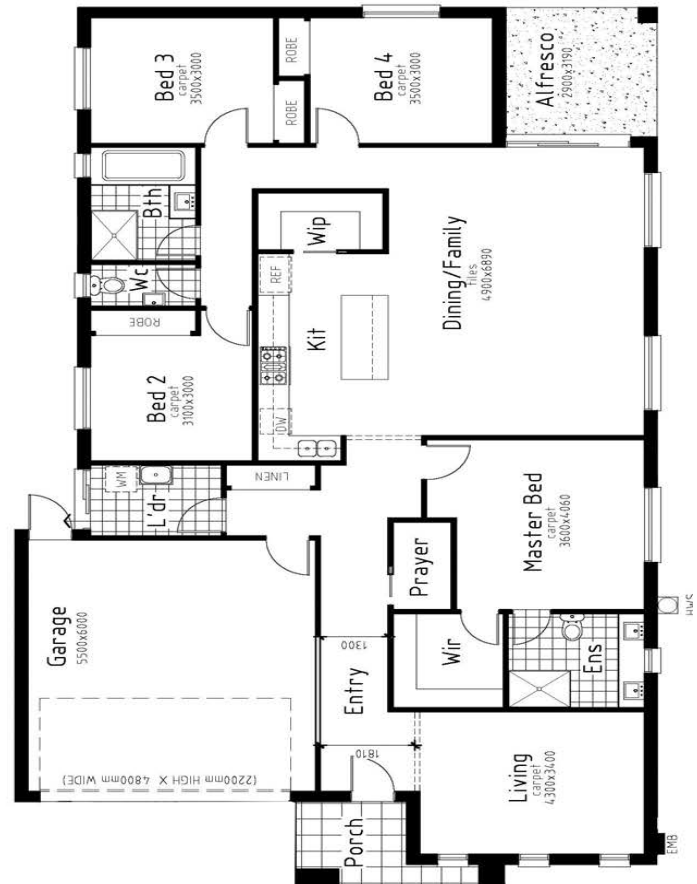 Bed 3
carpet
3500x3000
ROBE
ROBE
Bed 4
carpet
3500x3000
Alfresco
2900x3190
Bth
Wip
Dining/Family
tiles
4900x6890
Wc
REF
Kit
ROBE
Bed 2
carpet
3100x3000
DW
WM
L'dr
LINEN
Master Bed
carpet
3600x4060
Prayer
HWS
Garage
5500x6000
1300
Wir
Ens
Entry
(2200mm HIGH X 4800mm WIDE)
1810
Living
carpet
4300x3400
Porch
EMB